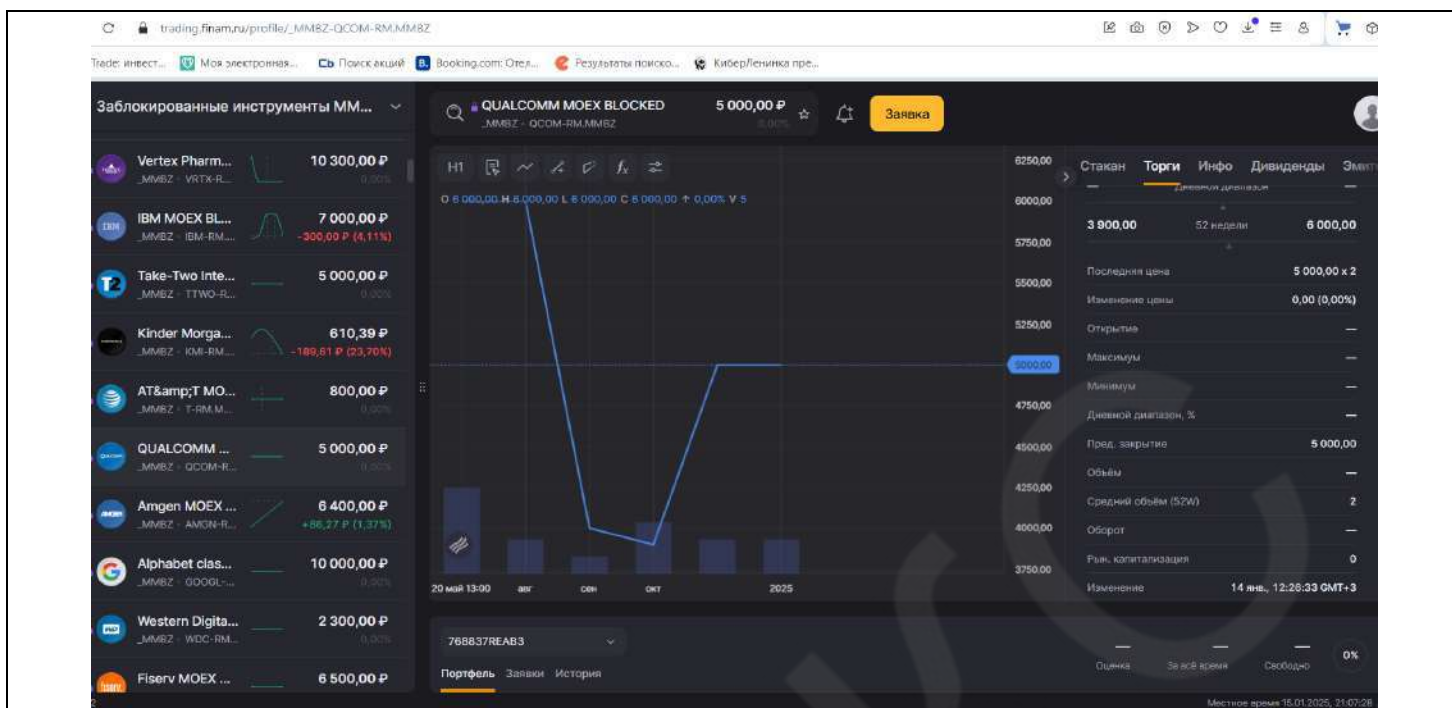 trading.finam.ru/profile/_MMBZ-QCOM-RM.MMBZ
Trade: инвест... Моя электронная... Сь Поиск акций B. Booking.com: Отел... Результаты поиско... КиберЛенинка пре...
Заблокированные инструменты ММ...
QUALCOMM MOEX BLOCKED 5 000,00 ₽
_MMBZ · QCOM-RM.MMBZ 0,00%
Заявка
Vertex Pharm... 10 300,00 ₽
_MMBZ · VRTX-R... 0,00%
IBM MOEX BL... 7 000,00 ₽
_MMBZ · IBM-RM.... -300,00 ₽ (4,11%)
Take-Two Inte... 5 000,00 ₽
_MMBZ · TTWO-R... 0,00%
Kinder Morga... 610,39 ₽
_MMBZ · KMI-RM.... -189,61 ₽ (23,70%)
AT&amp;T MO... 800,00 ₽
_MMBZ · T-RM.M... 0,00%
QUALCOMM ... 5 000,00 ₽
_MMBZ · QCOM-R... 0,00%
Amgen MOEX ... 6 400,00 ₽
_MMBZ · AMGN-R... +86,27 ₽ (1,37%)
Alphabet clas... 10 000,00 ₽
_MMBZ · GOOGL-... 0,00%
Western Digita... 2 300,00 ₽
_MMBZ · WDC-RM... 0,00%
Fiserv MOEX ... 6 500,00 ₽
H1
O 6 000,00 H 6 000,00 L 6 000,00 C 6 000,00 ↑ 0,00% V 5
6250,00
6000,00
5750,00
5500,00
5250,00
5000,00
4750,00
4500,00
4250,00
4000,00
3750,00
20 май 13:00 авг сен окт 2025
Стакан Торги Инфо Дивиденды Эмит
— Дневной диапазон —
3 900,00 52 недели 6 000,00
Последняя цена 5 000,00 x 2
Изменение цены 0,00 (0,00%)
Открытие —
Максимум —
Минимум —
Дневной диапазон, % —
Пред. закрытие 5 000,00
Объём —
Средний объём (52W) 2
Оборот —
Рын. капитализация 0
Изменение 14 янв., 12:26:33 GMT+3
768837REAB3
Портфель Заявки История
— — —
Оценка За всё время Свободно 0%
Местное время 15.01.2025, 21:07:28